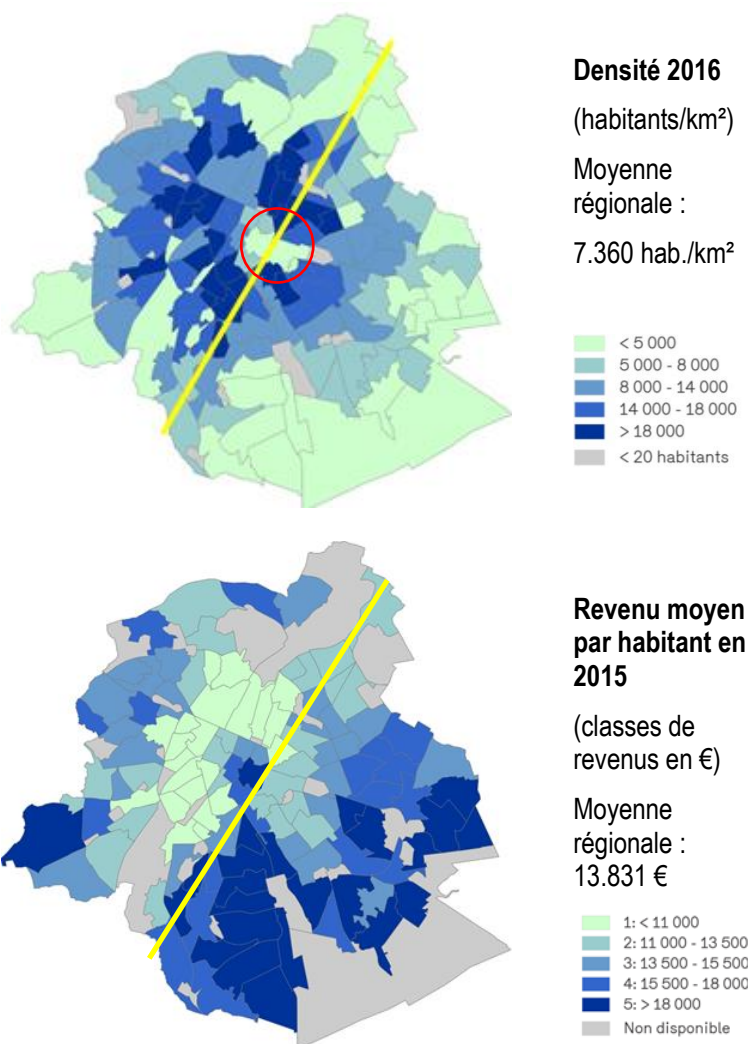 Densité 2016
(habitants/km²)
Moyenne
régionale :
7.360 hab./km²
< 5 000
5 000 - 8 000
8 000 - 14 000
14 000 - 18 000
> 18 000
< 20 habitants
Revenu moyen
par habitant en
2015
(classes de
revenus en €)
Moyenne
régionale :
13.831 €
1: < 11 000
2: 11 000 - 13 500
3: 13 500 - 15 500
4: 15 500 - 18 000
5: > 18 000
Non disponible